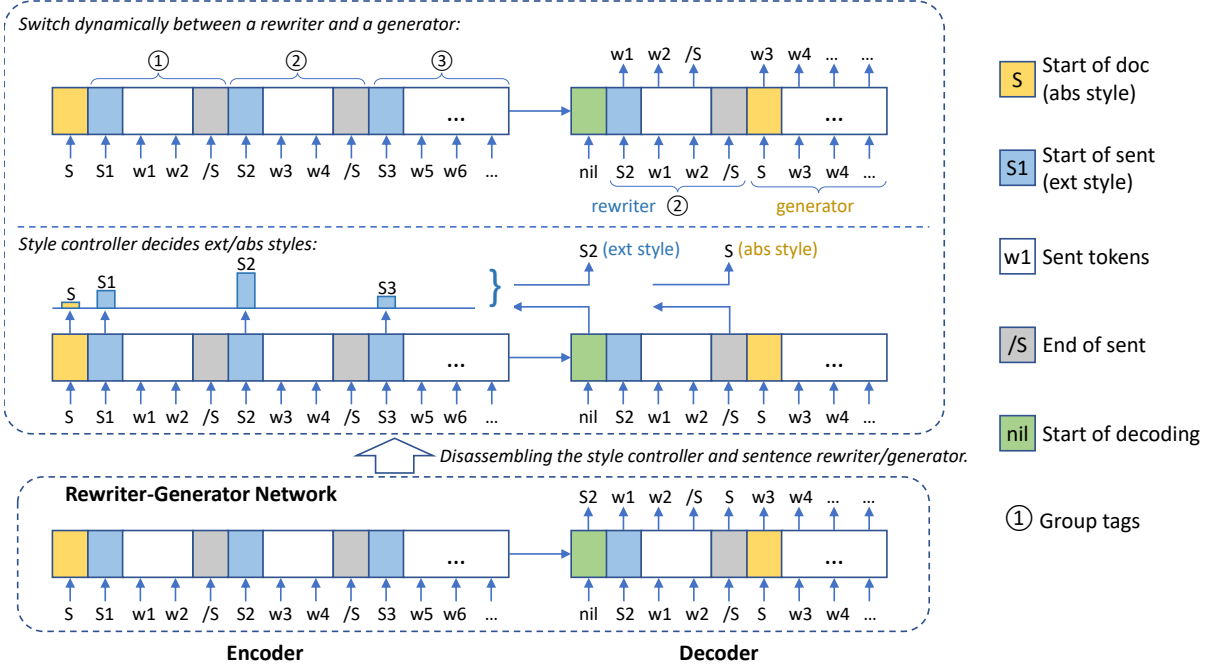 Switch dynamically between a rewriter and a generator:
① ② ③
w1 w2 /S w3 w4 ... ...
... ...
S S1 w1 w2 /S S2 w3 w4 /S S3 w5 w6 ...
nil S2 w1 w2 /S S w3 w4 ...
rewriter ② generator
Style controller decides ext/abs styles:
S S1 S2 S3
}
S2 (ext style) S (abs style)
... ...
S S1 w1 w2 /S S2 w3 w4 /S S3 w5 w6 ...
nil S2 w1 w2 /S S w3 w4 ...
Disassembling the style controller and sentence rewriter/generator.
Rewriter-Generator Network
S2 w1 w2 /S S w3 w4 ... ...
... ...
S S1 w1 w2 /S S2 w3 w4 /S S3 w5 w6 ...
nil S2 w1 w2 /S S w3 w4 ...
Encoder Decoder
S Start of doc
(abs style)
S1 Start of sent
(ext style)
w1 Sent tokens
/S End of sent
nil Start of decoding
① Group tags